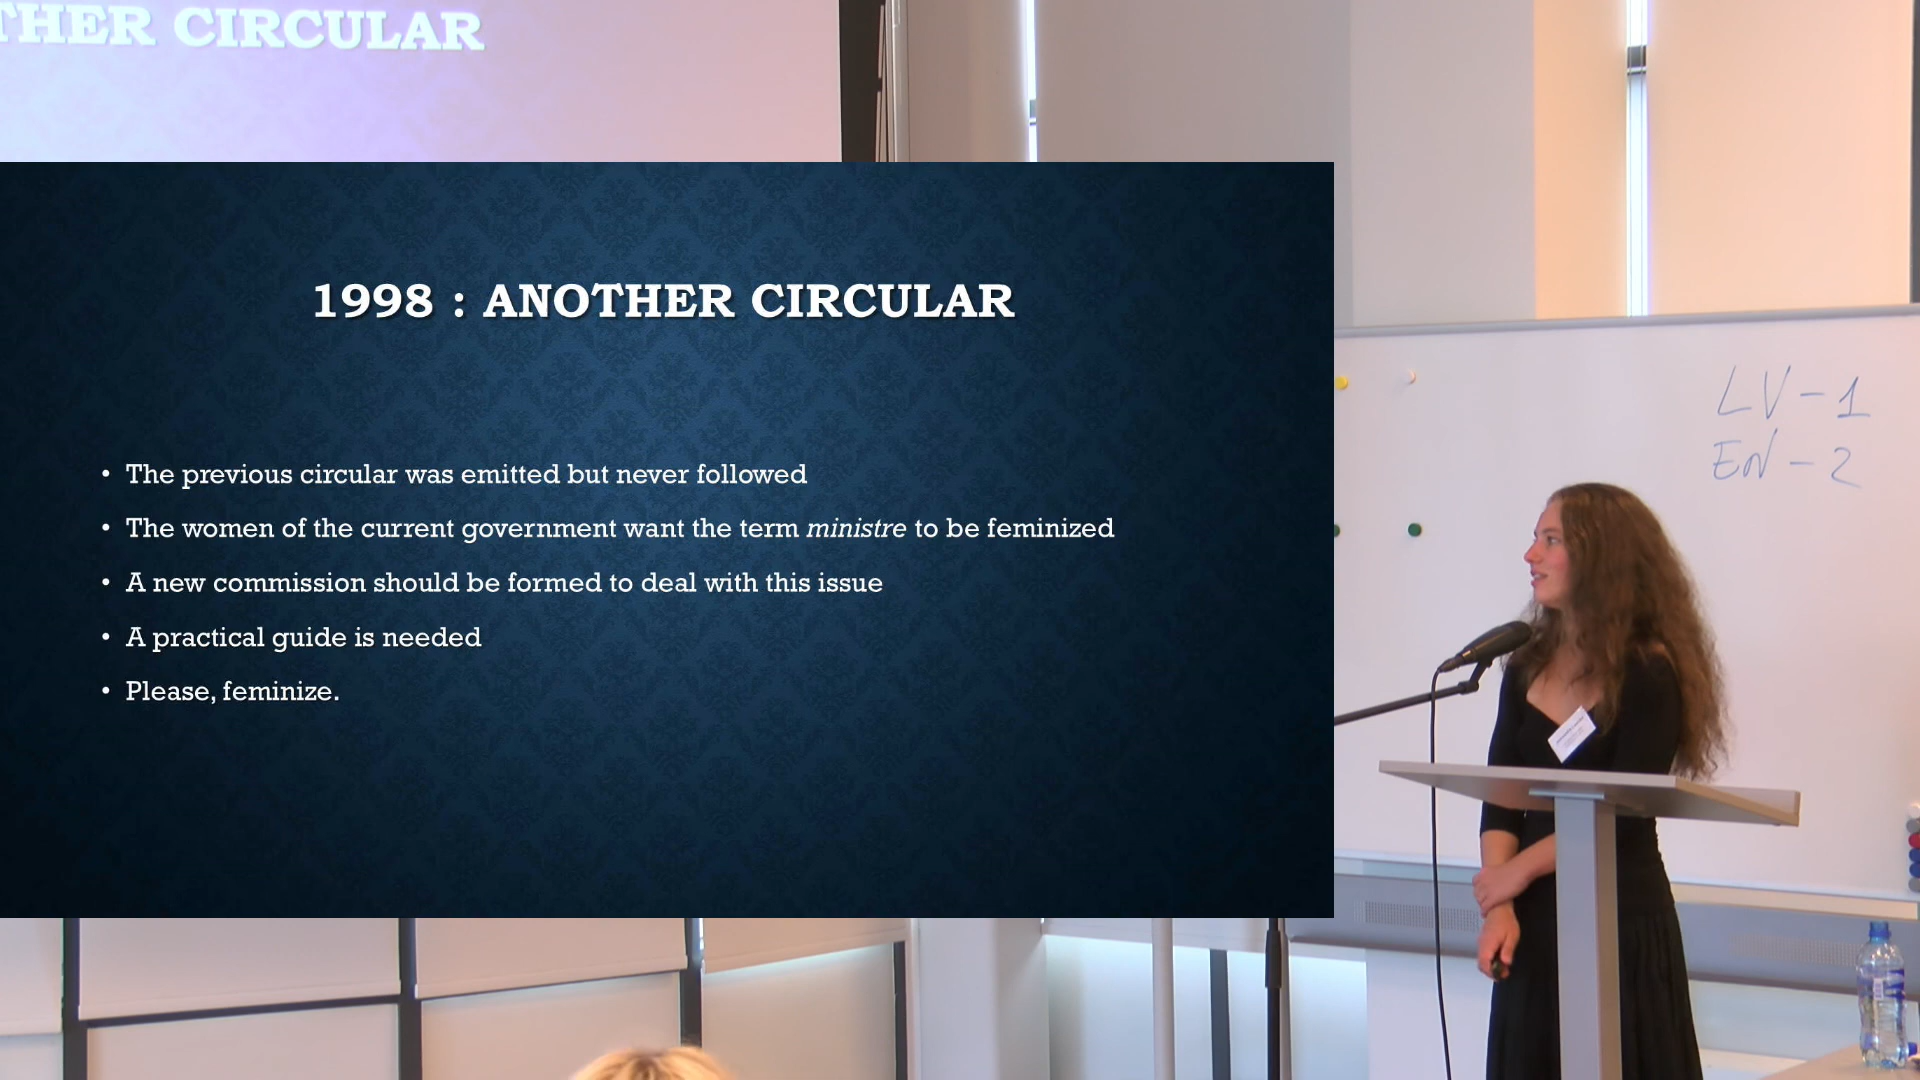 THER CIRCULAR
1998 : ANOTHER CIRCULAR
• The previous circular was emitted but never followed
• The women of the current government want the term ministre to be feminized
• A new commission should be formed to deal with this issue
• A practical guide is needed
• Please, feminize.
LV-1
EN-2